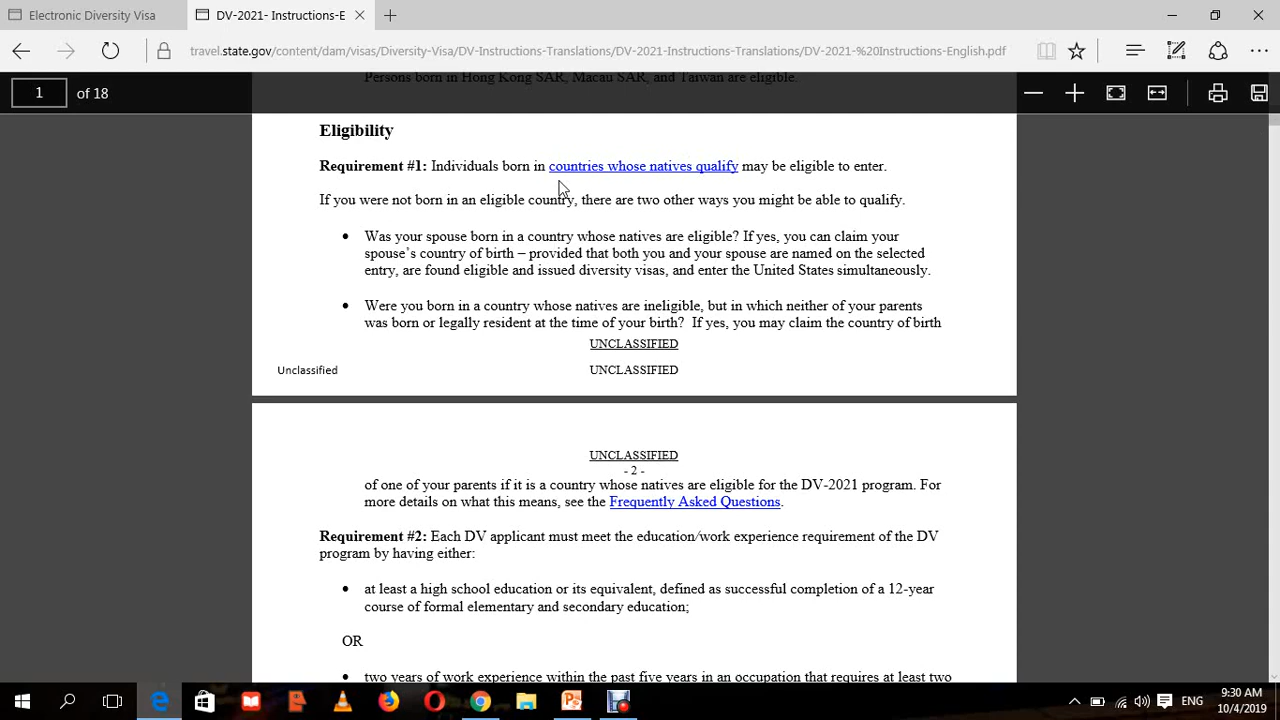 Electronic Diversity Visa
DV-2021- Instructions-E
travel.state.gov/content/dam/visas/Diversity-Visa/DV-Instructions-Translations/DV-2021-Instructions-Translations/DV-2021-%20Instructions-English.pdf
Persons born in Hong Kong SAR, Macau SAR, and Taiwan are eligible.
1 of 18
Eligibility
Requirement #1: Individuals born in countries whose natives qualify may be eligible to enter.
If you were not born in an eligible country, there are two other ways you might be able to qualify.
• Was your spouse born in a country whose natives are eligible? If yes, you can claim your
spouse's country of birth – provided that both you and your spouse are named on the selected
entry, are found eligible and issued diversity visas, and enter the United States simultaneously.
• Were you born in a country whose natives are ineligible, but in which neither of your parents
was born or legally resident at the time of your birth? If yes, you may claim the country of birth
UNCLASSIFIED
Unclassified
UNCLASSIFIED
UNCLASSIFIED
- 2 -
of one of your parents if it is a country whose natives are eligible for the DV-2021 program. For
more details on what this means, see the Frequently Asked Questions.
Requirement #2: Each DV applicant must meet the education/work experience requirement of the DV
program by having either:
• at least a high school education or its equivalent, defined as successful completion of a 12-year
course of formal elementary and secondary education;
OR
• two years of work experience within the past five years in an occupation that requires at least two
ENG
9:30 AM
10/4/2019